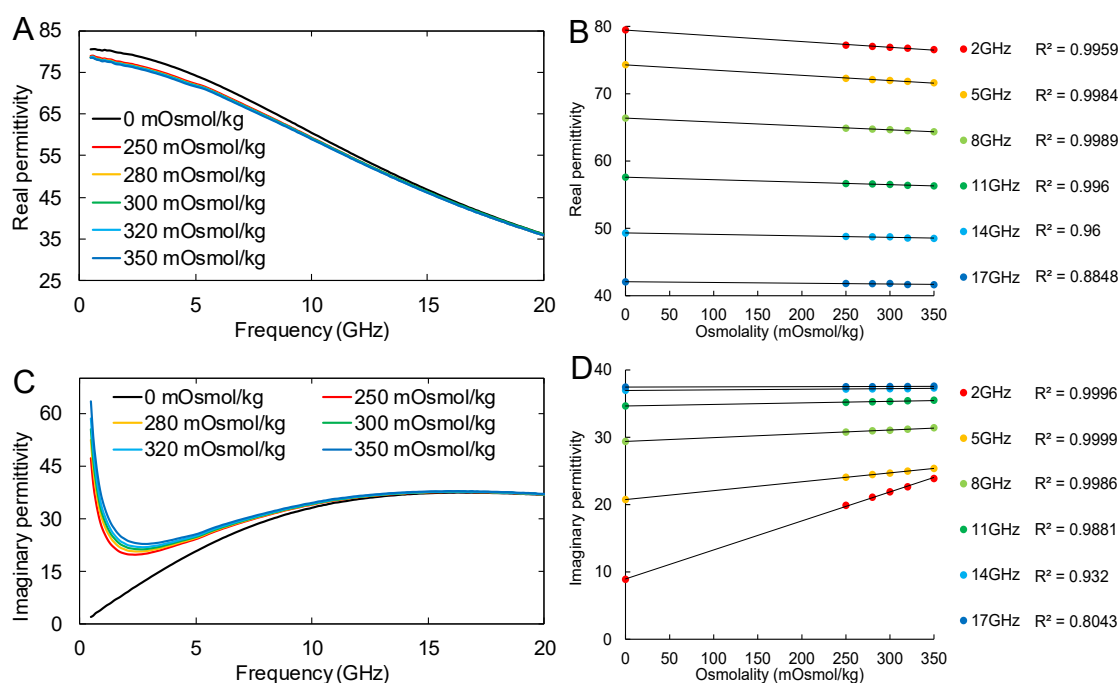 A
85
75
65
55
45
35
25
Real permittivity
0 mOsmol/kg
250 mOsmol/kg
280 mOsmol/kg
300 mOsmol/kg
320 mOsmol/kg
350 mOsmol/kg
0 5 10 15 20
Frequency (GHz)
B
80
70
60
50
40
Real permittivity
0 50 100 150 200 250 300 350
Osmolality (mOsmol/kg)
2GHz R² = 0.9959
5GHz R² = 0.9984
8GHz R² = 0.9989
11GHz R² = 0.996
14GHz R² = 0.96
17GHz R² = 0.8848
C
60
45
30
15
0
Imaginary permittivity
0 mOsmol/kg 250 mOsmol/kg
280 mOsmol/kg 300 mOsmol/kg
320 mOsmol/kg 350 mOsmol/kg
0 5 10 15 20
Frequency (GHz)
D
40
30
20
10
0
Imaginary permittivity
0 50 100 150 200 250 300 350
Osmolality (mOsmol/kg)
2GHz R² = 0.9996
5GHz R² = 0.9999
8GHz R² = 0.9986
11GHz R² = 0.9881
14GHz R² = 0.932
17GHz R² = 0.8043